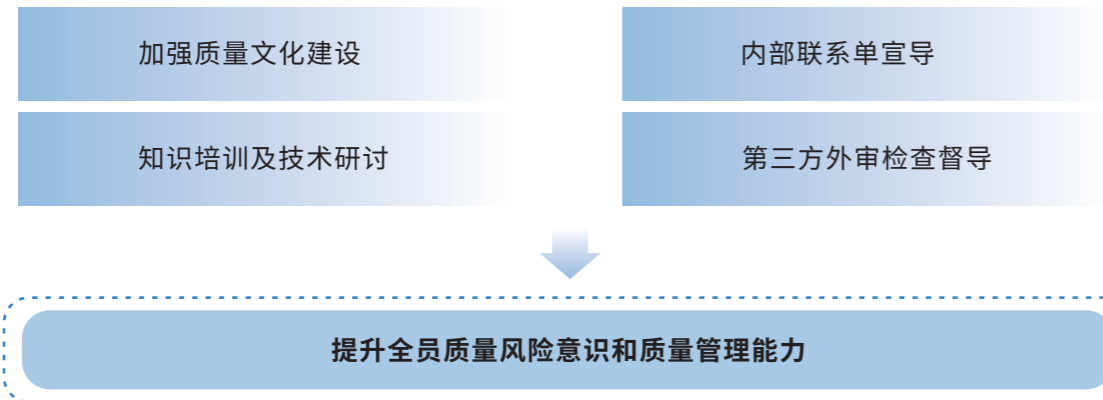 加强质量文化建设
内部联系单宣导
知识培训及技术研讨
第三方外审检查督导
提升全员质量风险意识和质量管理能力